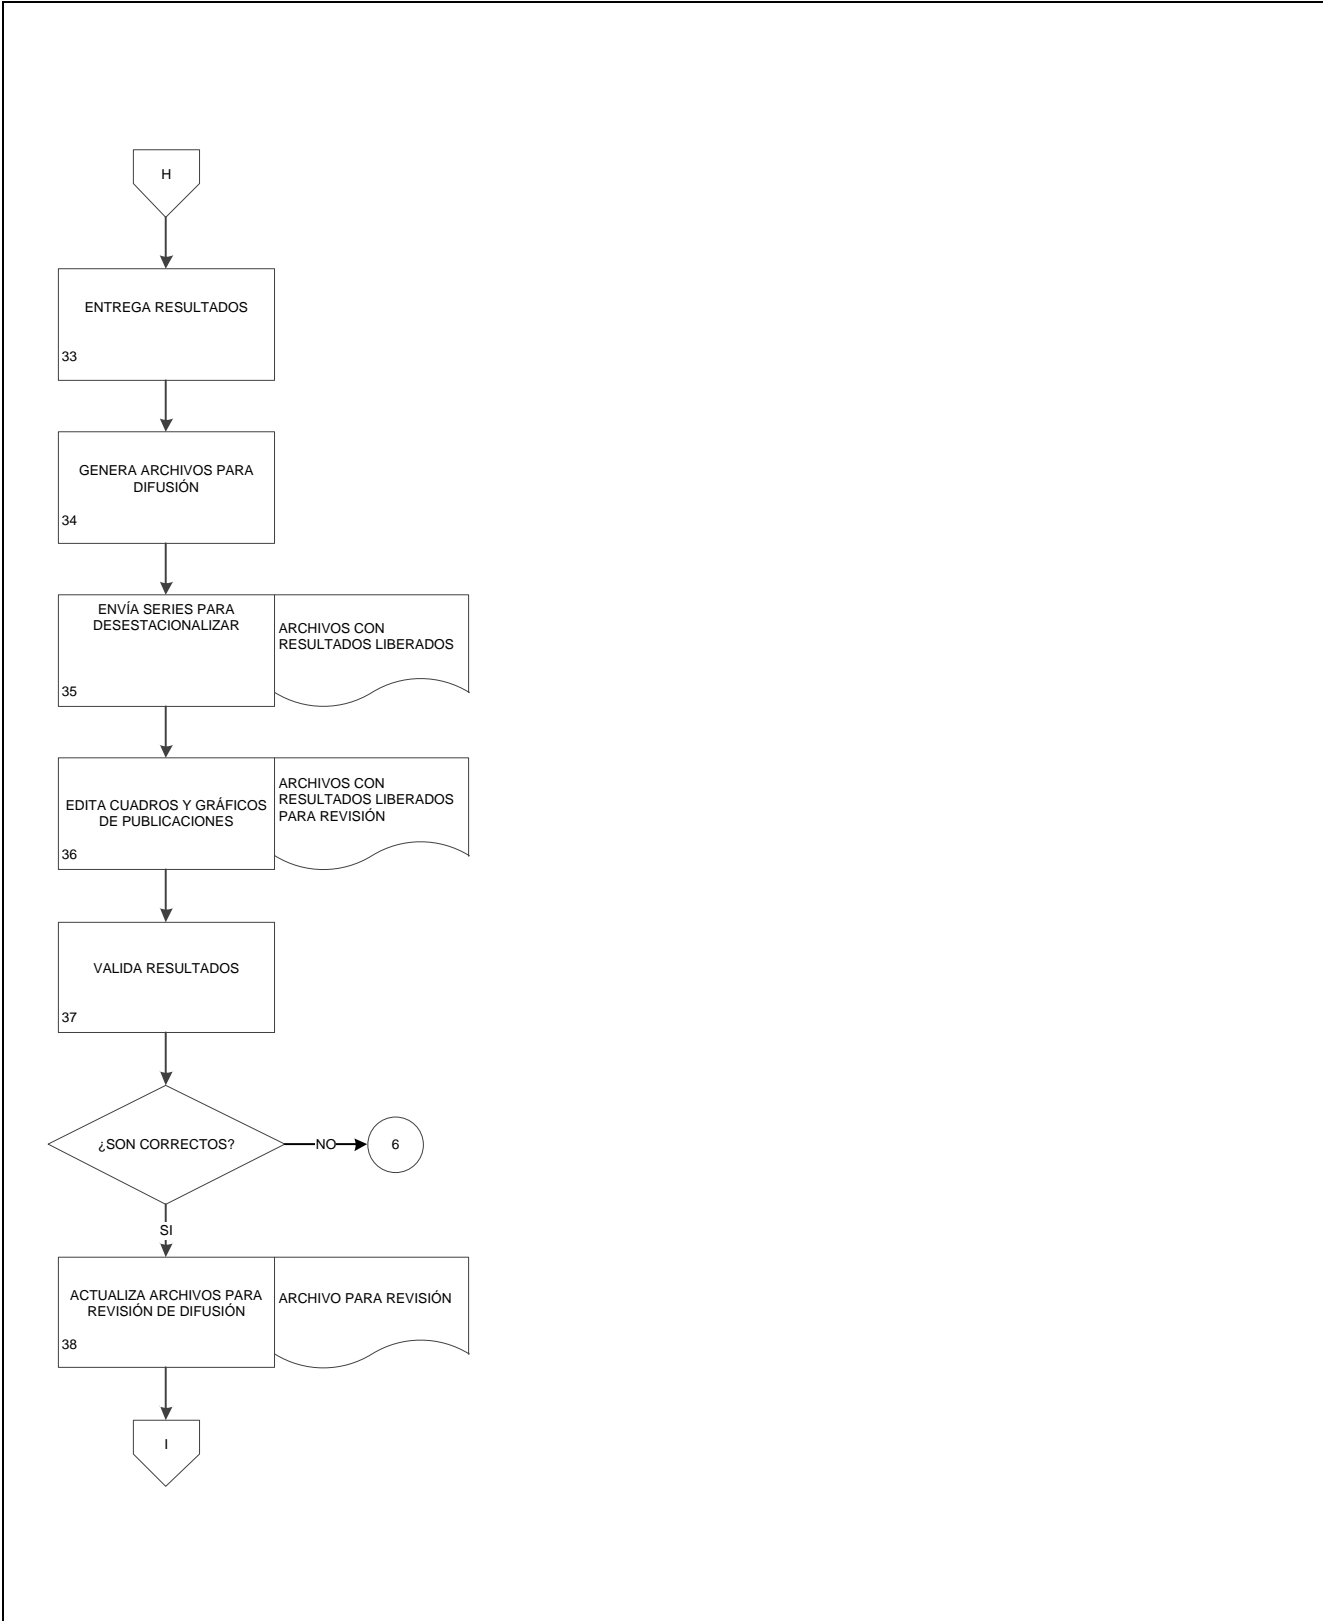 H
ENTREGA RESULTADOS
33
GENERA ARCHIVOS PARA
DIFUSIÓN
34
ENVÍA SERIES PARA
DESESTACIONALIZAR
35
ARCHIVOS CON
RESULTADOS LIBERADOS
EDITA CUADROS Y GRÁFICOS
DE PUBLICACIONES
36
ARCHIVOS CON
RESULTADOS LIBERADOS
PARA REVISIÓN
VALIDA RESULTADOS
37
¿SON CORRECTOS?
NO
6
SI
ACTUALIZA ARCHIVOS PARA
REVISIÓN DE DIFUSIÓN
38
ARCHIVO PARA REVISIÓN
I